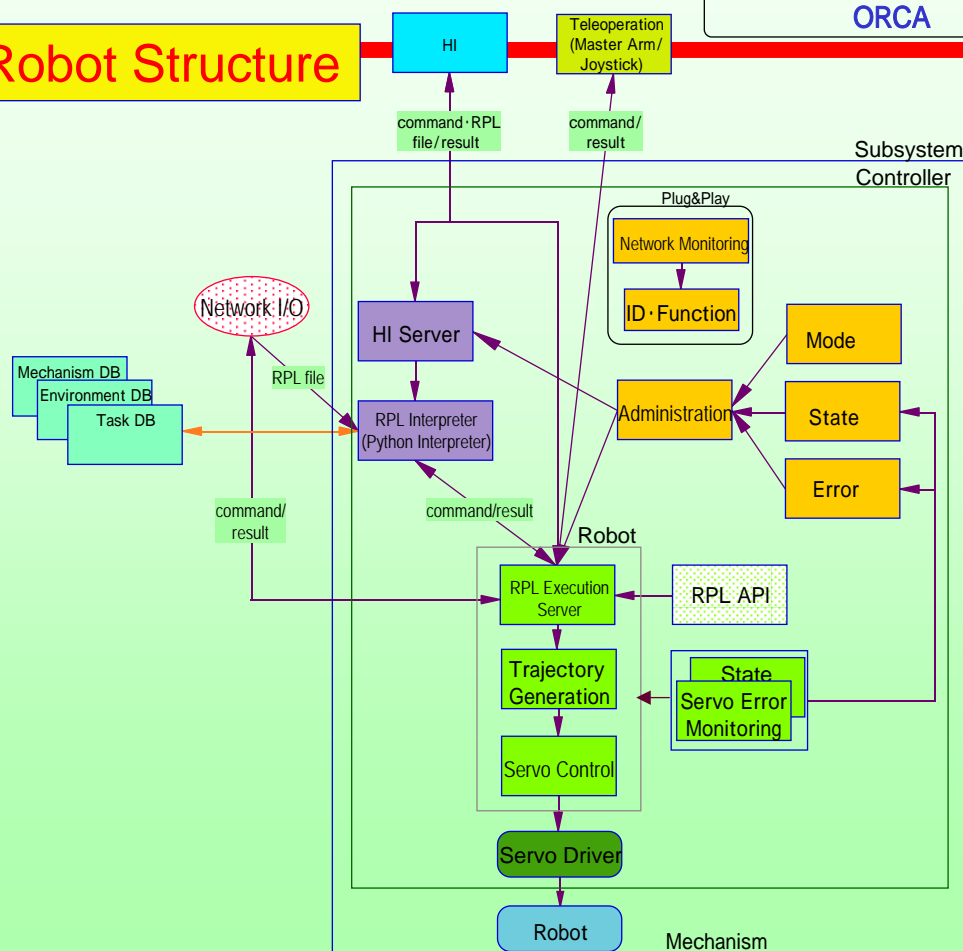 ORCA
Robot Structure
HI
Teleoperation
(Master Arm/
Joystick)
command·RPL
file/result
command/
result
Subsystem
Controller
Plug&Play
Network Monitoring
ID·Function
Network I/O
HI Server
Mode
RPL file
Mechanism DB
Environment DB
Task DB
RPL Interpreter
(Python Interpreter)
Administration
State
Error
command/
result
command/result
Robot
RPL Execution
Server
RPL API
Trajectory
Generation
State
Servo Error
Monitoring
Servo Control
Servo Driver
Robot
Mechanism